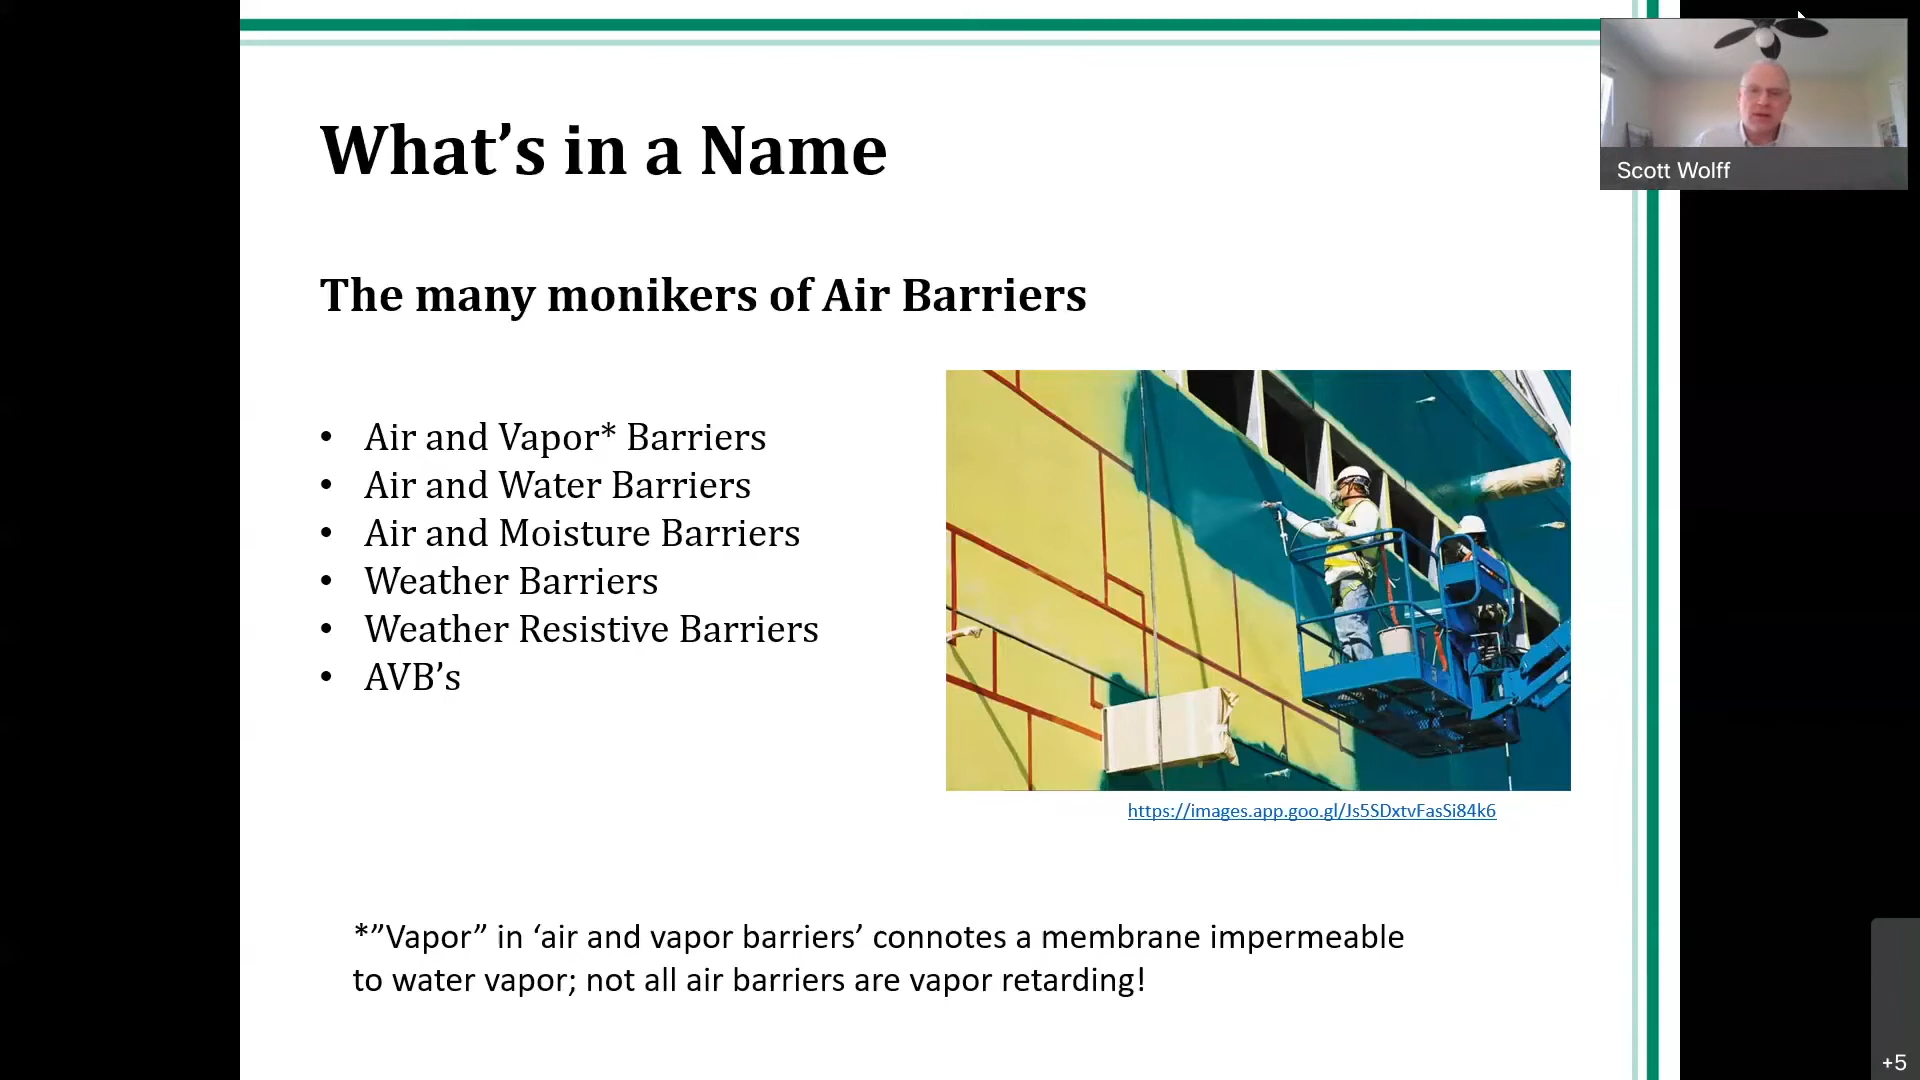 What’s in a Name
Scott Wolff
The many monikers of Air Barriers
• Air and Vapor* Barriers
• Air and Water Barriers
• Air and Moisture Barriers
• Weather Barriers
• Weather Resistive Barriers
• AVB’s
https://images.app.goo.gl/Js5SDxtvFasSi84k6
*”Vapor” in ‘air and vapor barriers’ connotes a membrane impermeable
to water vapor; not all air barriers are vapor retarding!
+5